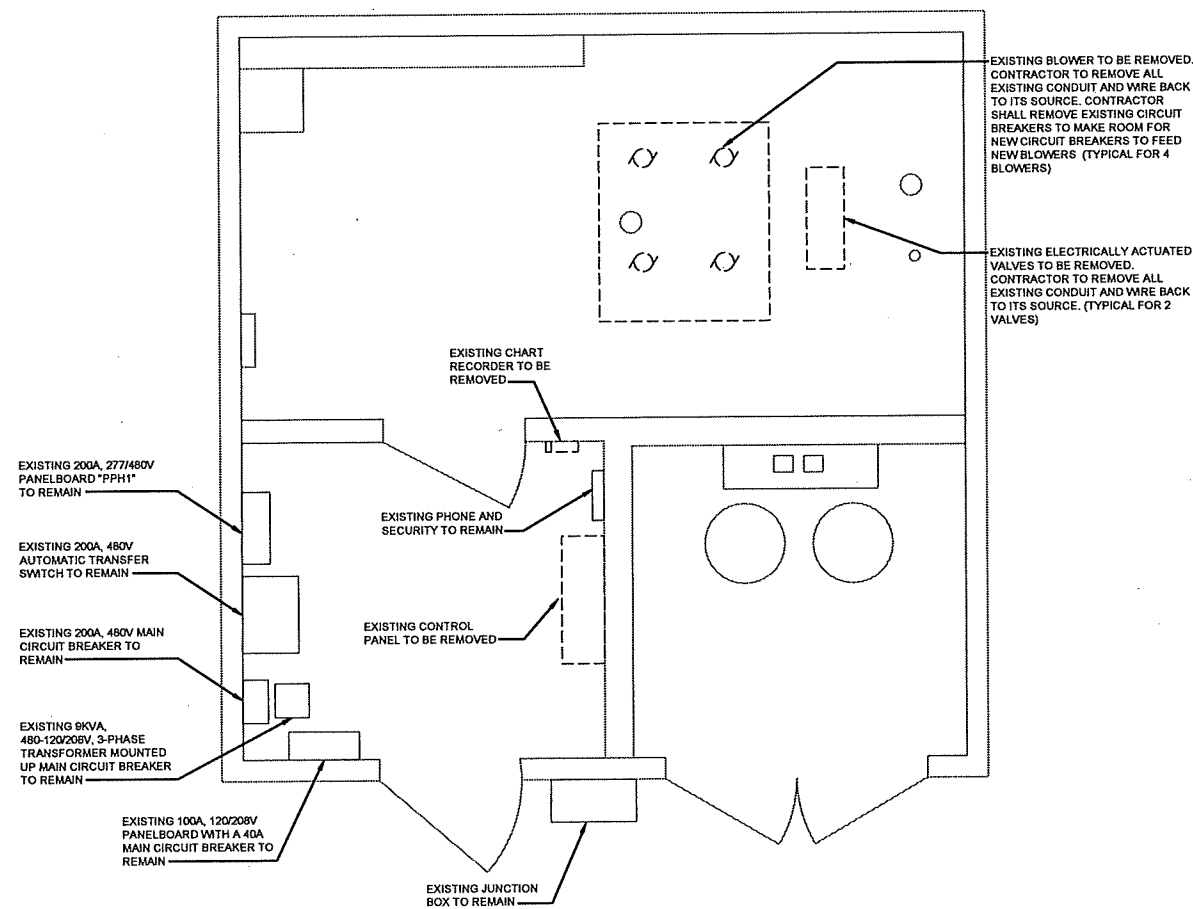 EXISTING BLOWER TO BE REMOVED.
CONTRACTOR TO REMOVE ALL
EXISTING CONDUIT AND WIRE BACK
TO ITS SOURCE. CONTRACTOR
SHALL REMOVE EXISTING CIRCUIT
BREAKERS TO MAKE ROOM FOR
NEW CIRCUIT BREAKERS TO FEED
NEW BLOWERS (TYPICAL FOR 4
BLOWERS)
EXISTING ELECTRICALLY ACTUATED
VALVES TO BE REMOVED.
CONTRACTOR TO REMOVE ALL
EXISTING CONDUIT AND WIRE BACK
TO ITS SOURCE. (TYPICAL FOR 2
VALVES)
EXISTING CHART
RECORDER TO BE
REMOVED
EXISTING 200A, 277/480V
PANELBOARD "PPH1"
TO REMAIN
EXISTING PHONE AND
SECURITY TO REMAIN
EXISTING 200A, 480V
AUTOMATIC TRANSFER
SWITCH TO REMAIN
EXISTING CONTROL
PANEL TO BE REMOVED
EXISTING 200A, 480V MAIN
CIRCUIT BREAKER TO
REMAIN
EXISTING 9KVA,
480-120/208V, 3-PHASE
TRANSFORMER MOUNTED
UP MAIN CIRCUIT BREAKER
TO REMAIN
EXISTING 100A, 120/208V
PANELBOARD WITH A 40A
MAIN CIRCUIT BREAKER TO
REMAIN
EXISTING JUNCTION
BOX TO REMAIN